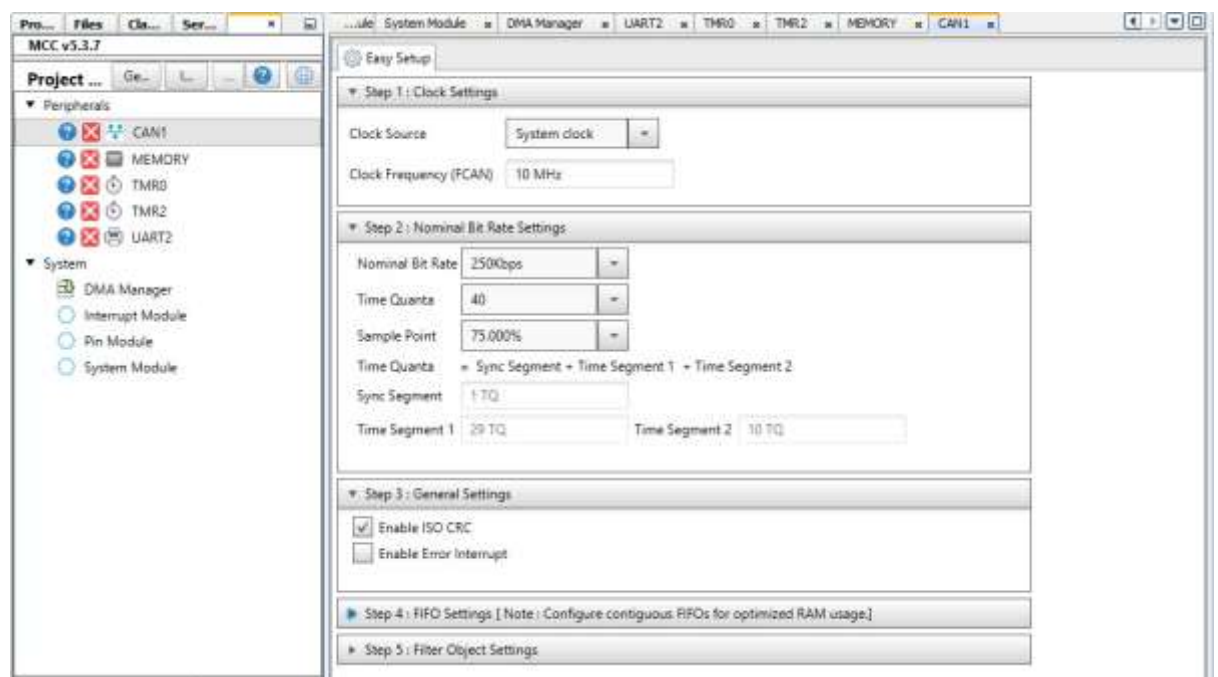 Pro... Files Cla... Ser...
MCC v5.3.7
Project ... Ge... I... ...
Peripherals
CAN1
MEMORY
TMR0
TMR2
UART2
System
DMA Manager
Interrupt Module
Pin Module
System Module
...ule System Module DMA Manager UART2 TMR0 TMR2 MEMORY CAN1
Easy Setup
Step 1 : Clock Settings
Clock Source System clock
Clock Frequency (FCAN) 10 MHz
Step 2 : Nominal Bit Rate Settings
Nominal Bit Rate 250Kbps
Time Quanta 40
Sample Point 75.000%
Time Quanta = Sync Segment + Time Segment 1 + Time Segment 2
Sync Segment 1 TQ
Time Segment 1 29 TQ Time Segment 2 10 TQ
Step 3 : General Settings
Enable ISO CRC
Enable Error Interrupt
Step 4 : FIFO Settings [ Note : Configure contiguous FIFOs for optimized RAM usage.]
Step 5 : Filter Object Settings